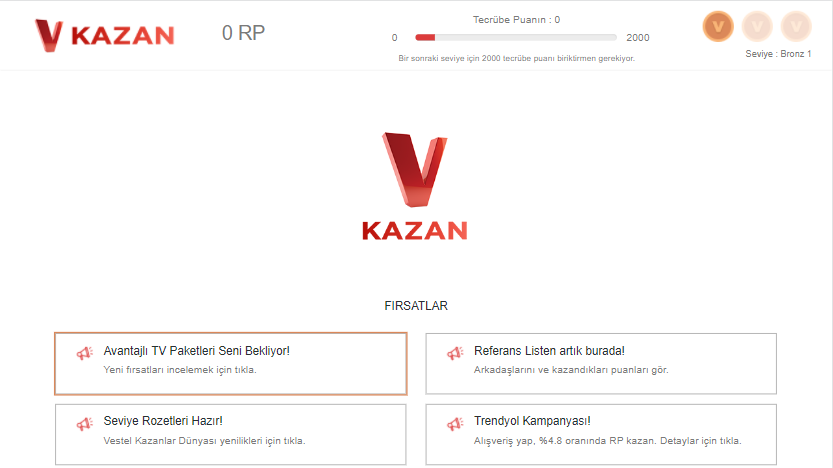 V KAZAN
0 RP
Tecrübe Puanın : 0
0
2000
Bir sonraki seviye için 2000 tecrübe puanı biriktirmen gerekiyor.
V V V
Seviye : Bronz 1
V
KAZAN
FIRSATLAR
Avantajlı TV Paketleri Seni Bekliyor!
Yeni fırsatları incelemek için tıkla.
Referans Listen artık burada!
Arkadaşlarını ve kazandıkları puanları gör.
Seviye Rozetleri Hazır!
Vestel Kazanlar Dünyası yenilikleri için tıkla.
Trendyol Kampanyası!
Alışveriş yap, %4.8 oranında RP kazan. Detaylar için tıkla.